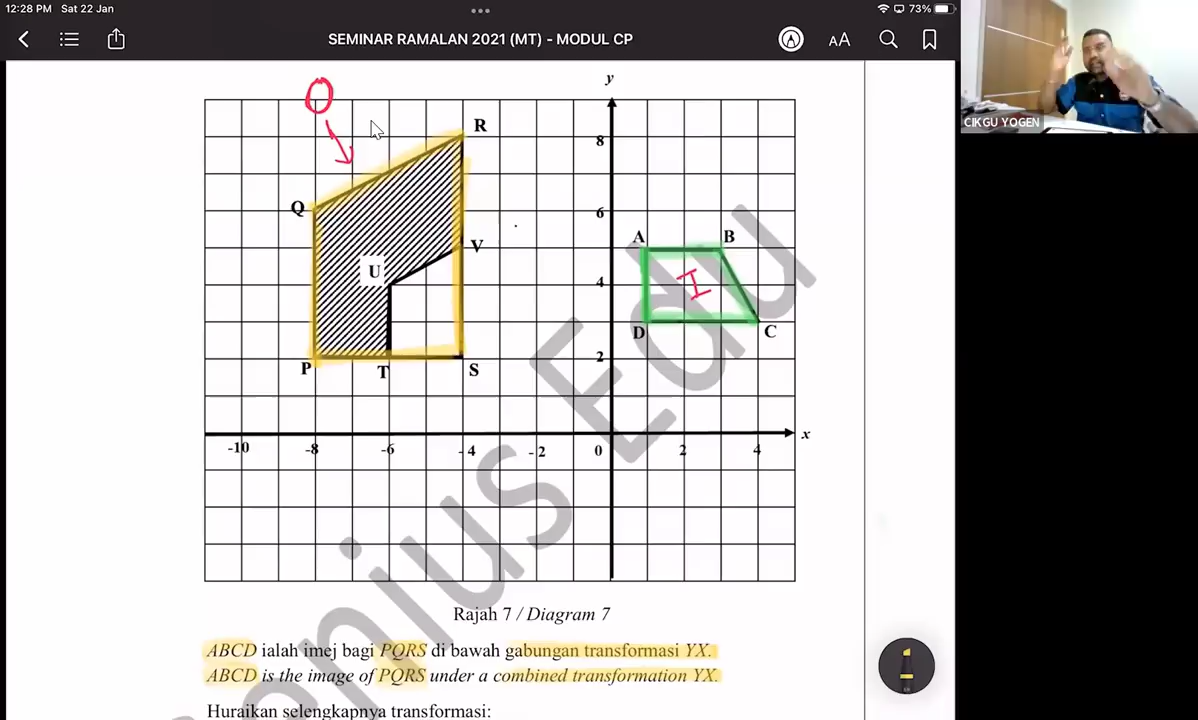 12:28 PM Sat 22 Jan
73%
SEMINAR RAMALAN 2021 (MT) - MODUL CP
AA
CIKGU YOGEN
O
y
R
8
Q
6
V
A
B
U
4
I
D
C
2
P
T
S
x
-10
-8
-6
-4
-2
0
2
4
Rajah 7 / Diagram 7
ABCD ialah imej bagi PQRS di bawah gabungan transformasi YX.
ABCD is the image of PQRS under a combined transformation YX.
Huraikan selengkapnya transformasi:
enius Edu